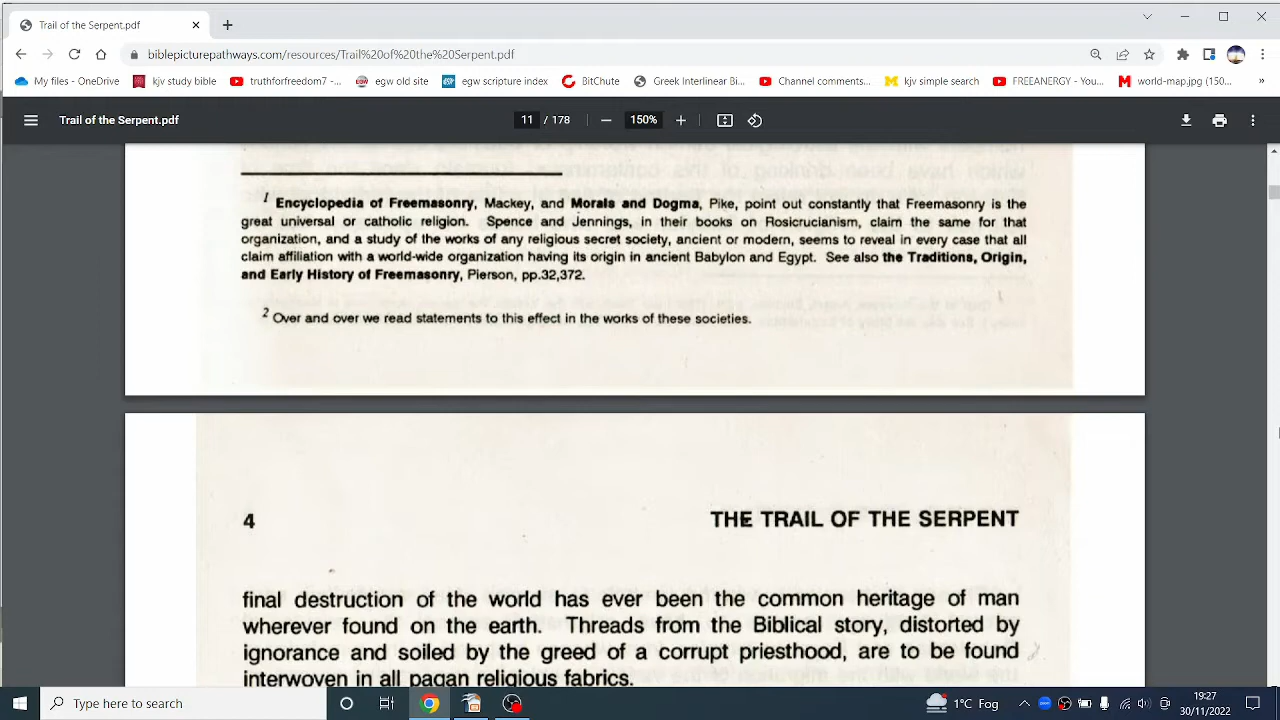 Trail of the Serpent.pdf
biblepicturepathways.com/resources/Trail%20of%20the%20Serpent.pdf
My files - OneDrive
kjv study bible
truthforfreedom7 -...
egw old site
egw scripture index
BitChute
Greek Interlinear Bi...
Channel comments...
kjv simple search
FREEANERGY - You...
world-map.jpg (150...
Trail of the Serpent.pdf
11 / 178
150%
1 Encyclopedia of Freemasonry, Mackey, and Morals and Dogma, Pike, point out constantly that Freemasonry is the
great universal or catholic religion. Spence and Jennings, in their books on Rosicrucianism, claim the same for that
organization, and a study of the works of any religious secret society, ancient or modern, seems to reveal in every case that all
claim affiliation with a world-wide organization having its origin in ancient Babylon and Egypt. See also the Traditions, Origin,
and Early History of Freemasonry, Pierson, pp.32,372.
2 Over and over we read statements to this effect in the works of these societies.
4
THE TRAIL OF THE SERPENT
final destruction of the world has ever been the common heritage of man
wherever found on the earth. Threads from the Biblical story, distorted by
ignorance and soiled by the greed of a corrupt priesthood, are to be found
interwoven in all pagan religious fabrics.
Type here to search
1°C Fog
19:27
30/11/2022